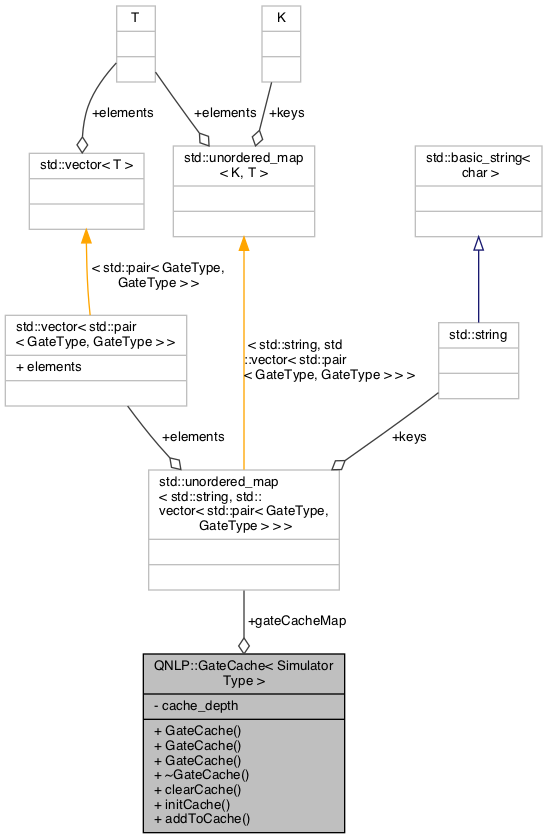 T
K
+elements
+elements
+keys
std::vector< T >
std::unordered_map
< K, T >
std::basic_string<
char >
< std::pair< GateType,
GateType > >
std::vector< std::pair
< GateType, GateType > >
+ elements
< std::string, std
::vector< std::pair
< GateType, GateType > > >
std::string
+elements
+keys
std::unordered_map
< std::string, std::
vector< std::pair< GateType,
GateType > > >
+gateCacheMap
QNLP::GateCache< Simulator
Type >
- cache_depth
+ GateCache()
+ GateCache()
+ GateCache()
+ ~GateCache()
+ clearCache()
+ initCache()
+ addToCache()